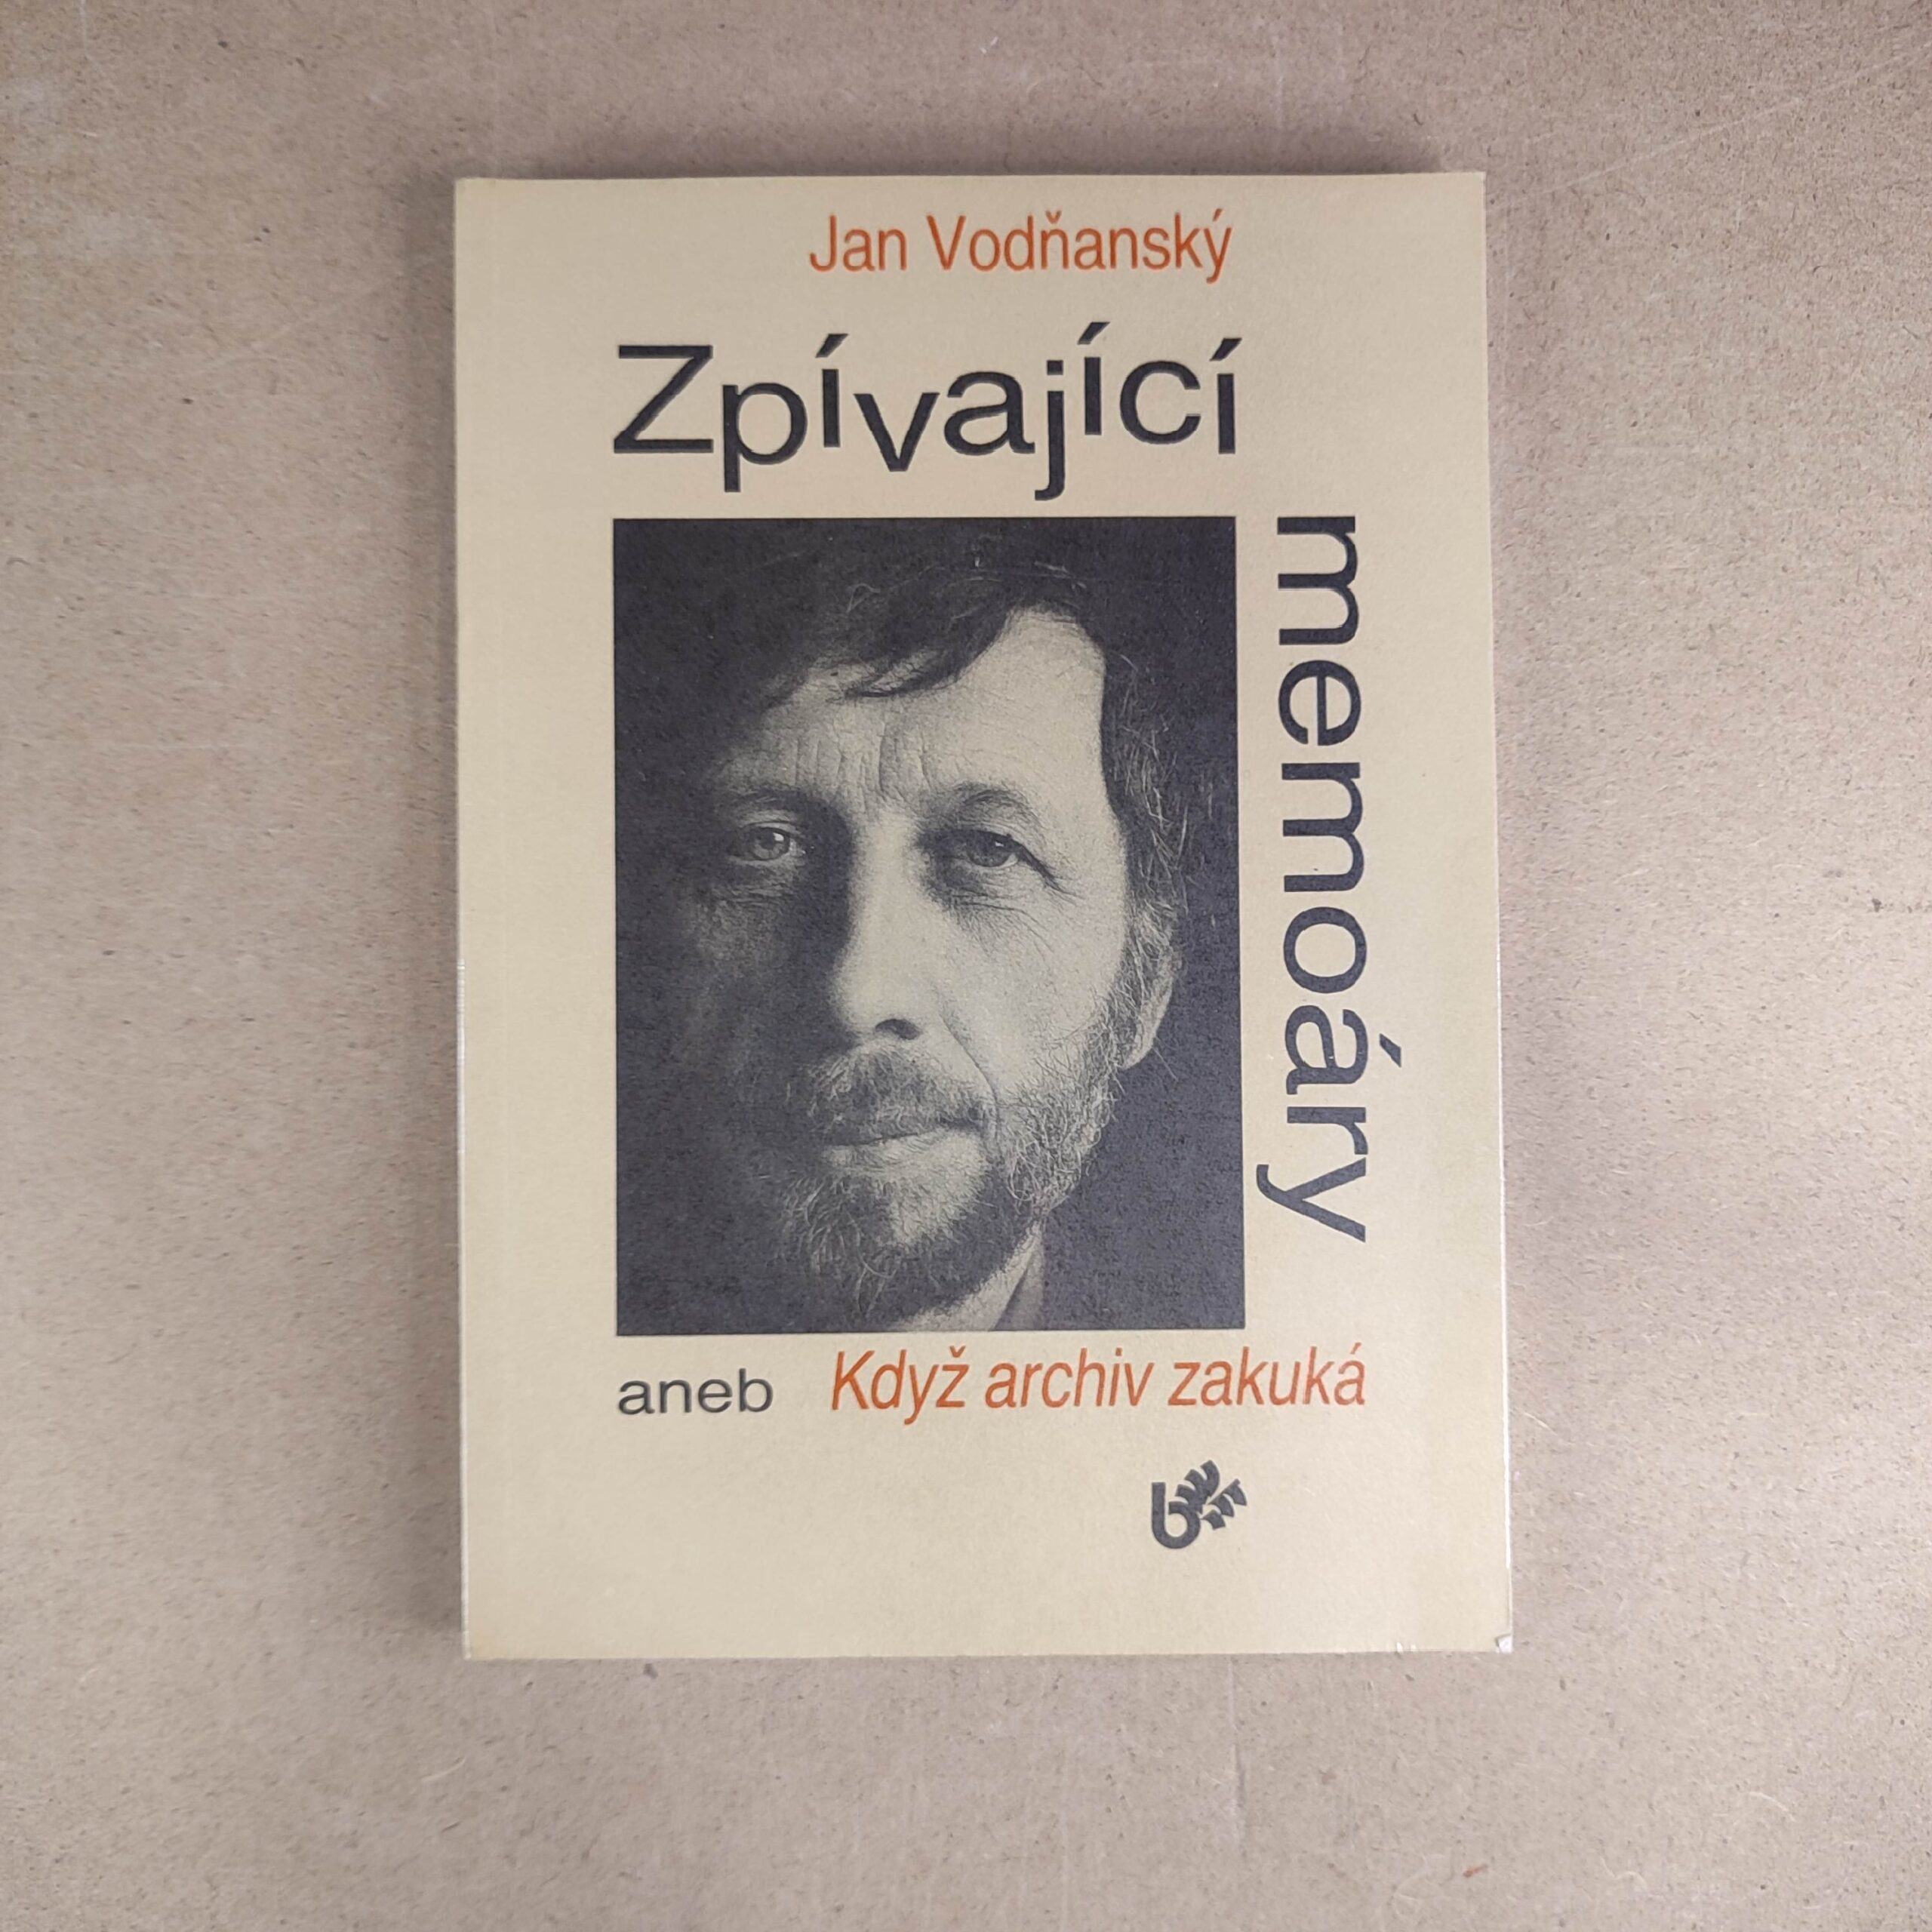 Jan Vodňanský
Zpívající
memoáry
aneb Když archiv zakuká
b